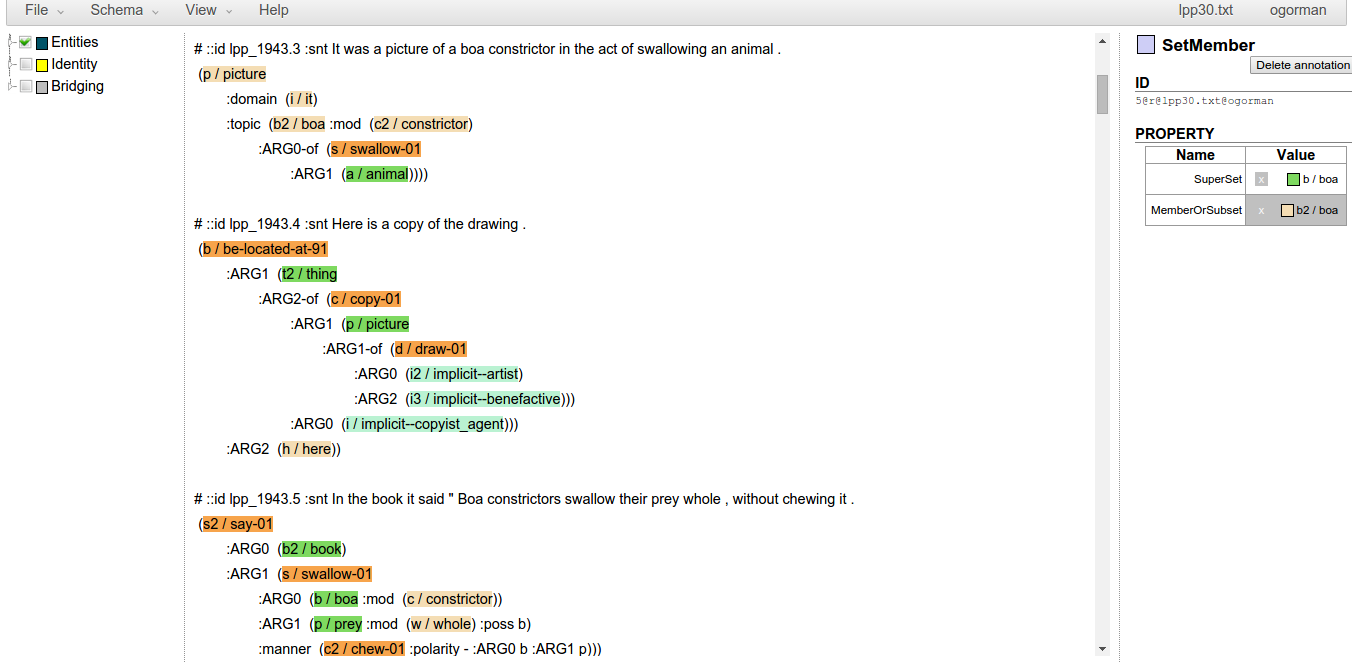 File Schema View Help lpp30.txt ogorman
Entities
Identity
Bridging
# ::id lpp_1943.3 :snt It was a picture of a boa constrictor in the act of swallowing an animal .
(p / picture
:domain (i / it)
:topic (b2 / boa :mod (c2 / constrictor)
:ARG0-of (s / swallow-01
:ARG1 (a / animal))))
# ::id lpp_1943.4 :snt Here is a copy of the drawing .
(b / be-located-at-91
:ARG1 (t2 / thing
:ARG2-of (c / copy-01
:ARG1 (p / picture
:ARG1-of (d / draw-01
:ARG0 (i2 / implicit--artist)
:ARG2 (i3 / implicit--benefactive)))
:ARG0 (i / implicit--copyist_agent)))
:ARG2 (h / here))
# ::id lpp_1943.5 :snt In the book it said " Boa constrictors swallow their prey whole , without chewing it .
(s2 / say-01
:ARG0 (b2 / book)
:ARG1 (s / swallow-01
:ARG0 (b / boa :mod (c / constrictor))
:ARG1 (p / prey :mod (w / whole) :poss b)
:manner (c2 / chew-01 :polarity - :ARG0 b :ARG1 p)))
SetMember
Delete annotation
ID
5@r@lpp30.txt@ogorman
PROPERTY
Name Value
SuperSet x b / boa
MemberOrSubset x b2 / boa